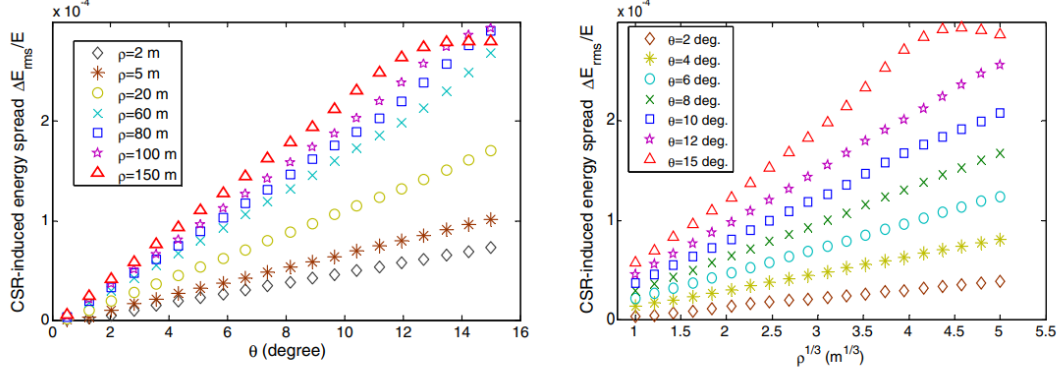 x 10⁻⁴
CSR-induced energy spread ΔE_rms/E
2
1
0
0 2 4 6 8 10 12 14 16
θ (degree)
ρ=2 m
ρ=5 m
ρ=20 m
ρ=60 m
ρ=80 m
ρ=100 m
ρ=150 m
x 10⁻⁴
CSR-induced energy spread ΔE_rms/E
2
1
0
1 1.5 2 2.5 3 3.5 4 4.5 5 5.5
ρ^1/3 (m^1/3)
θ=2 deg.
θ=4 deg.
θ=6 deg.
θ=8 deg.
θ=10 deg.
θ=12 deg.
θ=15 deg.